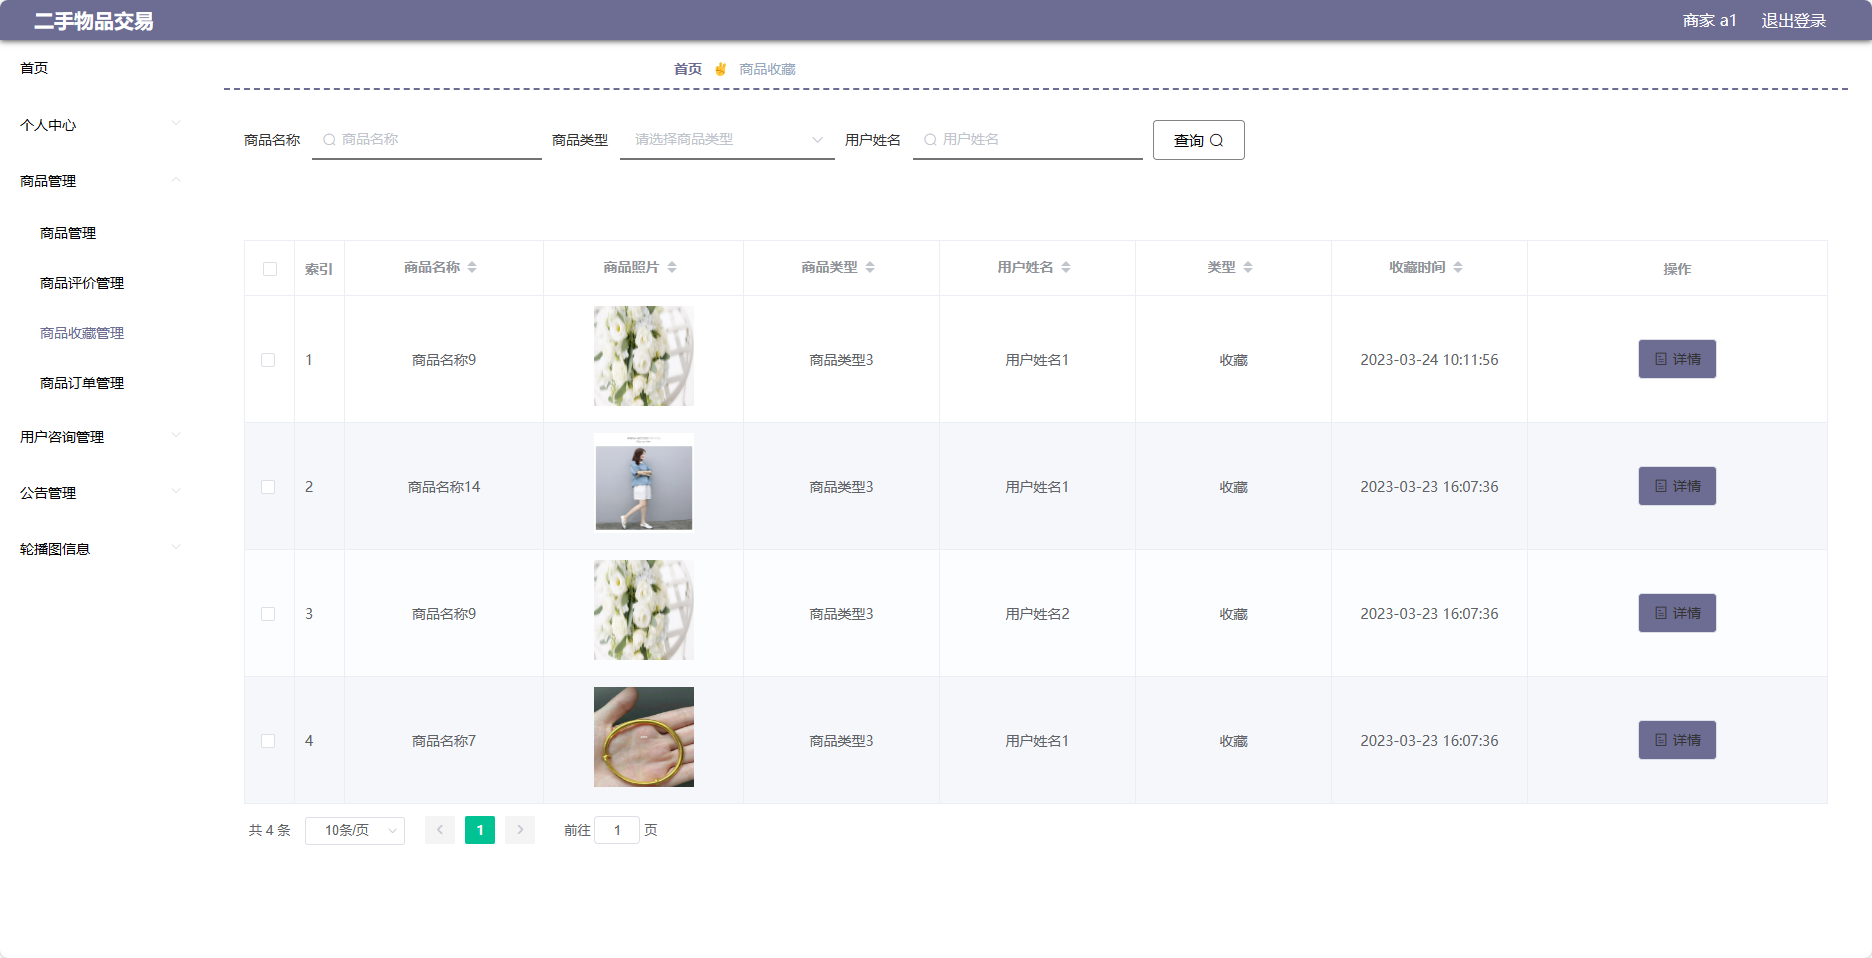 二手物品交易
商家 a1 退出登录
首页
个人中心
商品管理
商品管理
商品评价管理
商品收藏管理
商品订单管理
用户咨询管理
公告管理
轮播图信息
首页 商品收藏
商品名称 商品名称 商品类型 请选择商品类型 用户姓名 用户姓名 查询
索引 商品名称 商品照片 商品类型 用户姓名 类型 收藏时间 操作
1 商品名称9 商品类型3 用户姓名1 收藏 2023-03-24 10:11:56 详情
2 商品名称14 商品类型3 用户姓名1 收藏 2023-03-23 16:07:36 详情
3 商品名称9 商品类型3 用户姓名2 收藏 2023-03-23 16:07:36 详情
4 商品名称7 商品类型3 用户姓名1 收藏 2023-03-23 16:07:36 详情
共 4 条 10条/页 1 前往 1 页